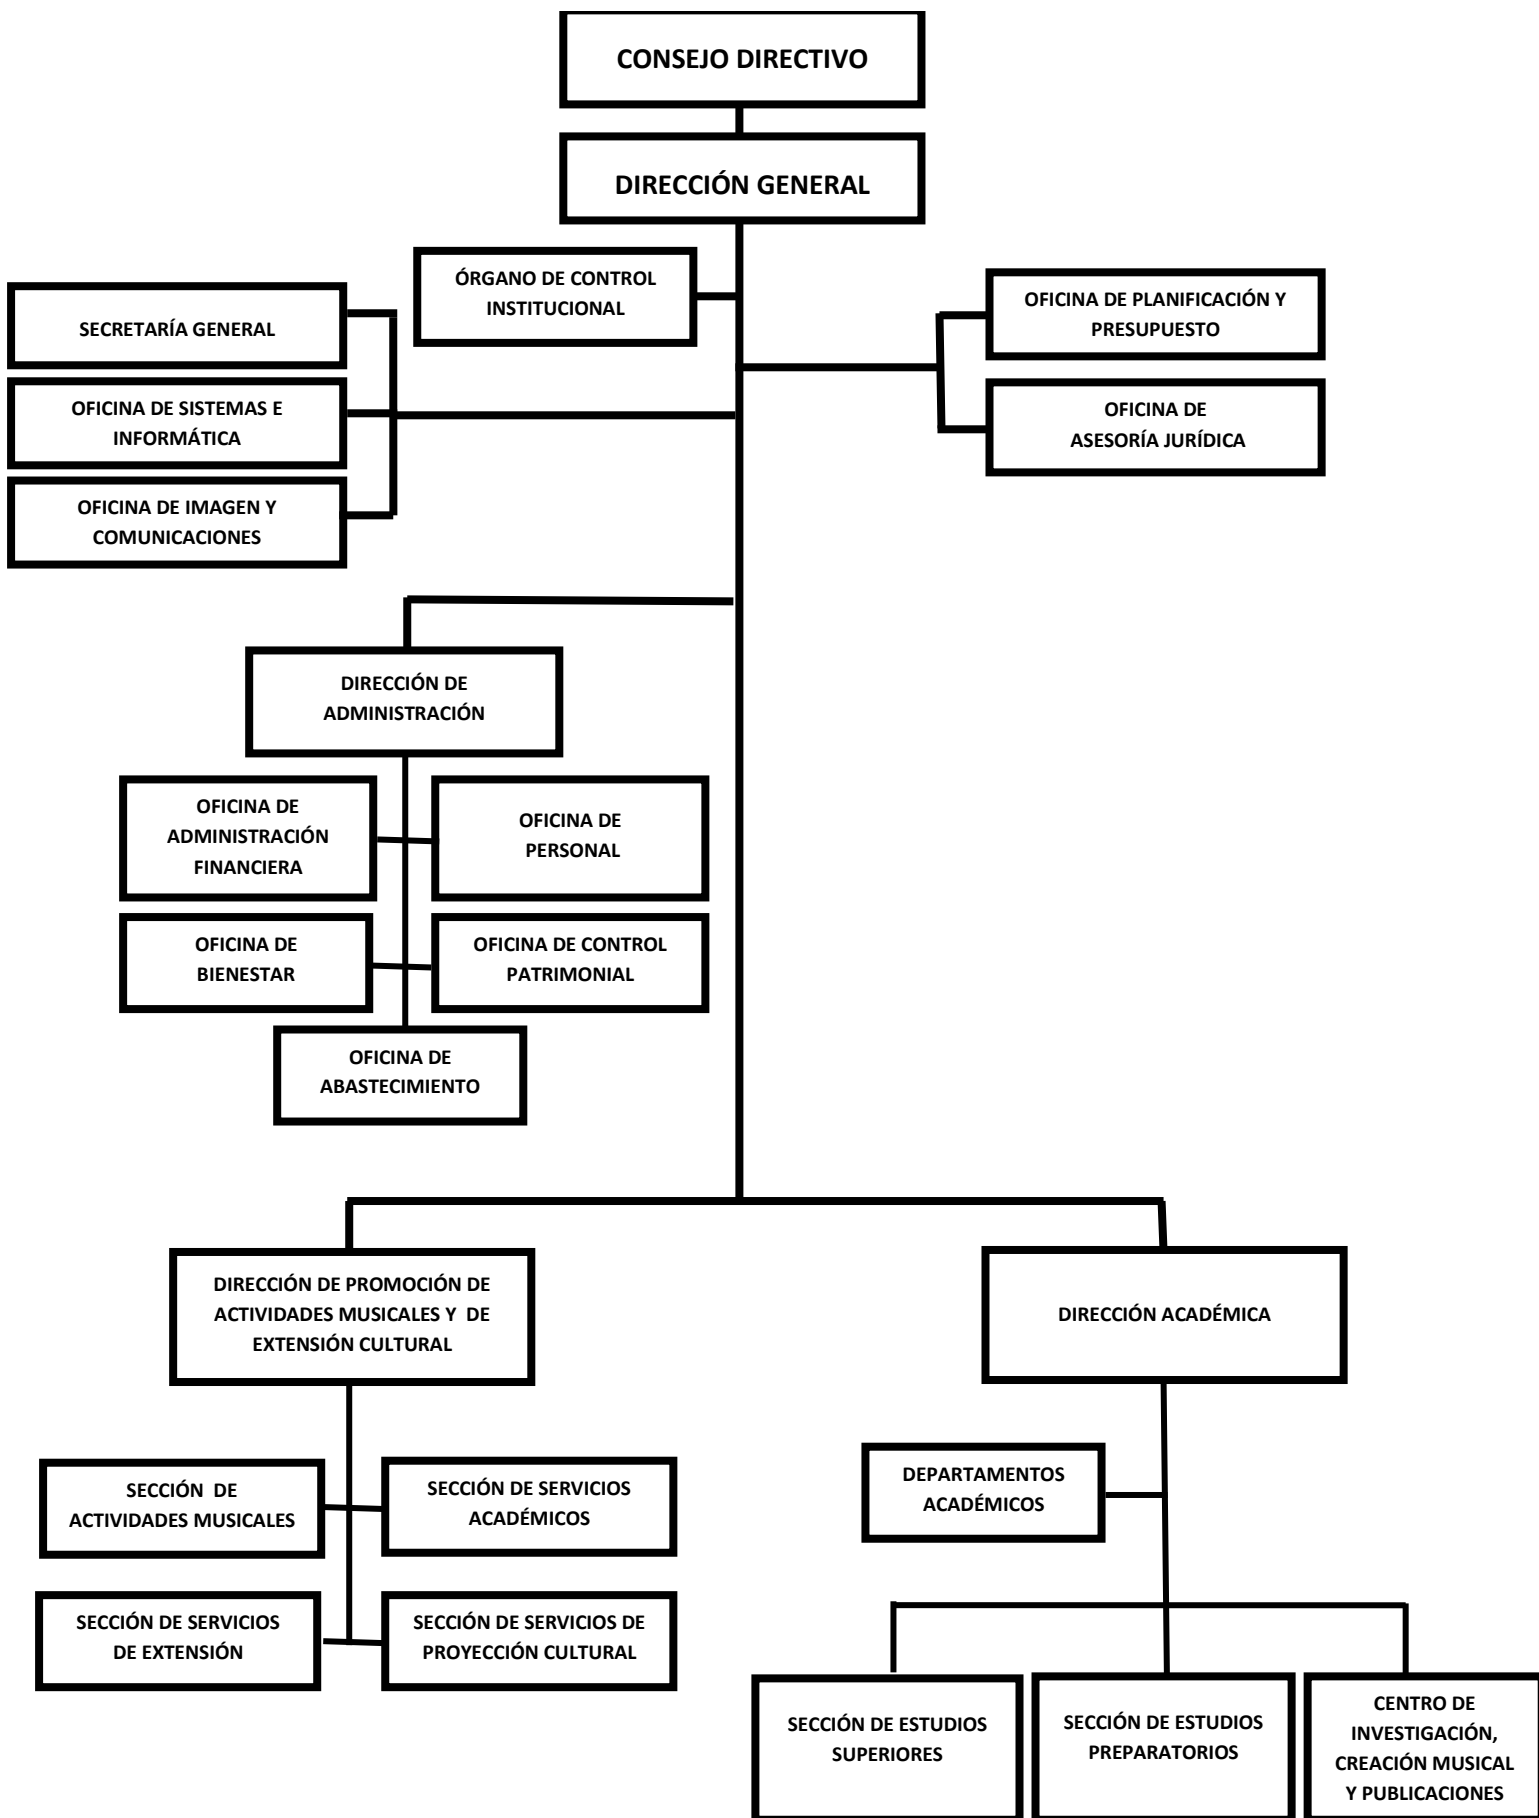 CONSEJO DIRECTIVO
DIRECCIÓN GENERAL
ÓRGANO DE CONTROL
INSTITUCIONAL
SECRETARÍA GENERAL
OFICINA DE PLANIFICACIÓN Y
PRESUPUESTO
OFICINA DE SISTEMAS E
INFORMÁTICA
OFICINA DE
ASESORÍA JURÍDICA
OFICINA DE IMAGEN Y
COMUNICACIONES
DIRECCIÓN DE
ADMINISTRACIÓN
OFICINA DE
ADMINISTRACIÓN
FINANCIERA
OFICINA DE
PERSONAL
OFICINA DE
BIENESTAR
OFICINA DE CONTROL
PATRIMONIAL
OFICINA DE
ABASTECIMIENTO
DIRECCIÓN DE PROMOCIÓN DE
ACTIVIDADES MUSICALES Y DE
EXTENSIÓN CULTURAL
DIRECCIÓN ACADÉMICA
SECCIÓN DE
ACTIVIDADES MUSICALES
SECCIÓN DE SERVICIOS
ACADÉMICOS
DEPARTAMENTOS
ACADÉMICOS
SECCIÓN DE SERVICIOS
DE EXTENSIÓN
SECCIÓN DE SERVICIOS DE
PROYECCIÓN CULTURAL
SECCIÓN DE ESTUDIOS
SUPERIORES
SECCIÓN DE ESTUDIOS
PREPARATORIOS
CENTRO DE
INVESTIGACIÓN,
CREACIÓN MUSICAL
Y PUBLICACIONES